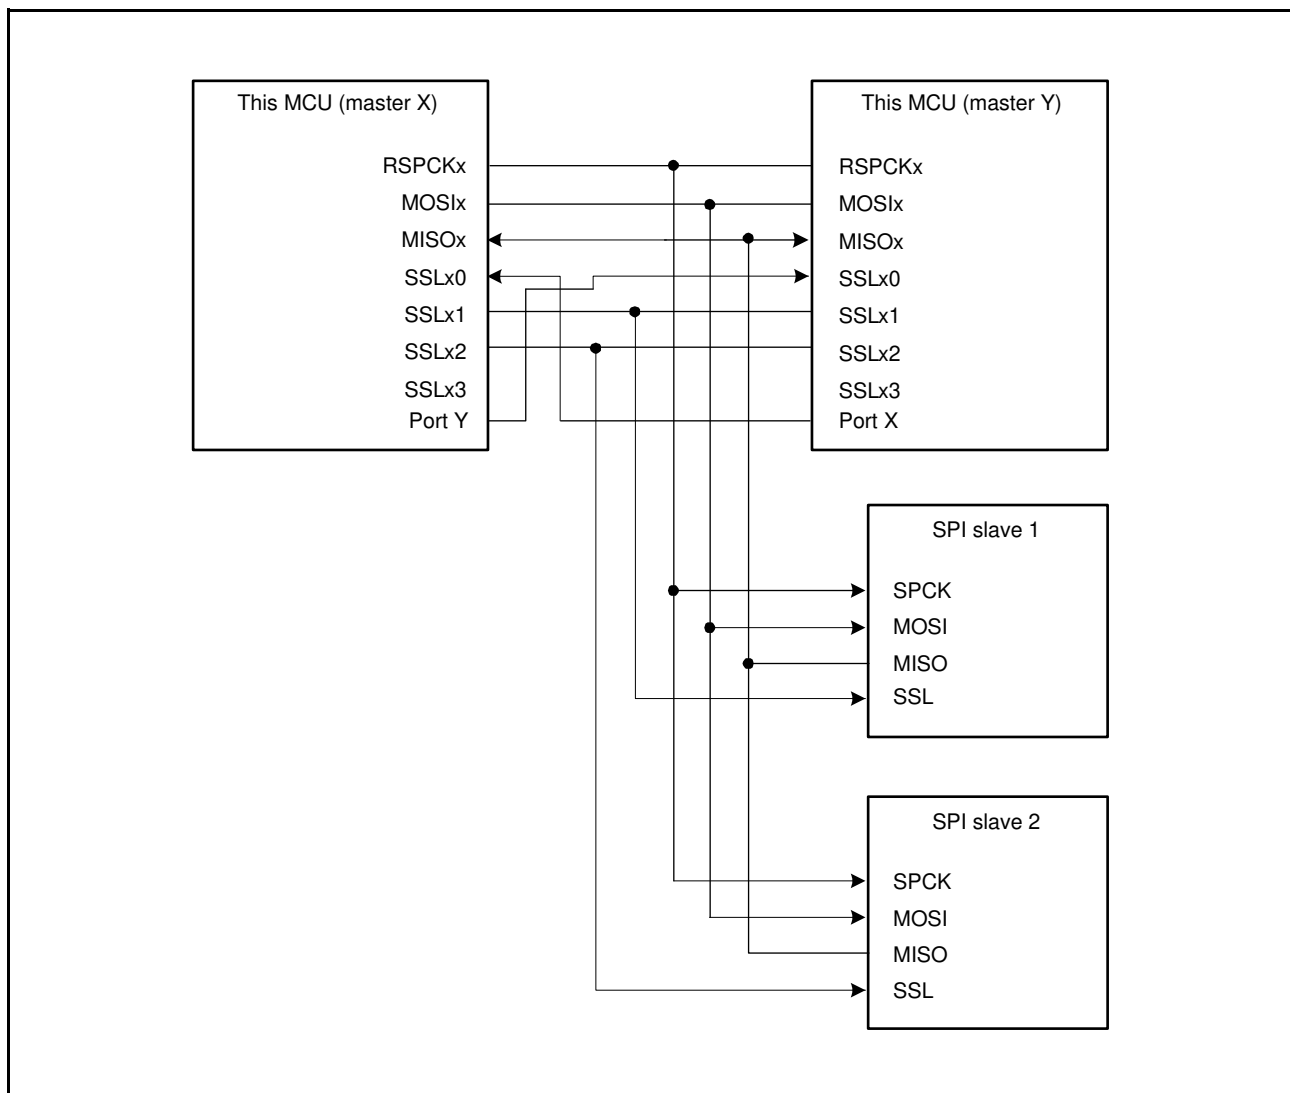 This MCU (master X)
RSPCKx
MOSIx
MISOx
SSLx0
SSLx1
SSLx2
SSLx3
Port Y
This MCU (master Y)
RSPCKx
MOSIx
MISOx
SSLx0
SSLx1
SSLx2
SSLx3
Port X
SPI slave 1
SPCK
MOSI
MISO
SSL
SPI slave 2
SPCK
MOSI
MISO
SSL